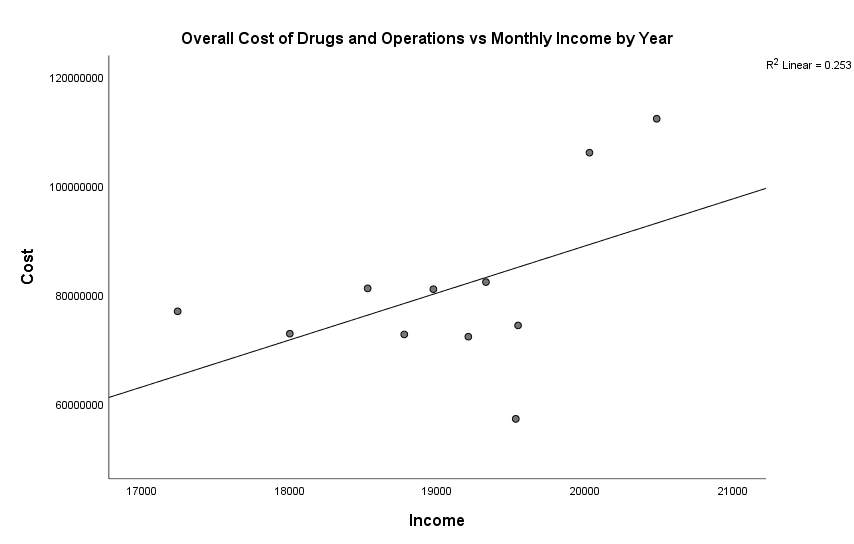 Overall Cost of Drugs and Operations vs Monthly Income by Year
R2 Linear = 0.253
120000000
100000000
80000000
60000000
Cost
17000
18000
19000
20000
21000
Income